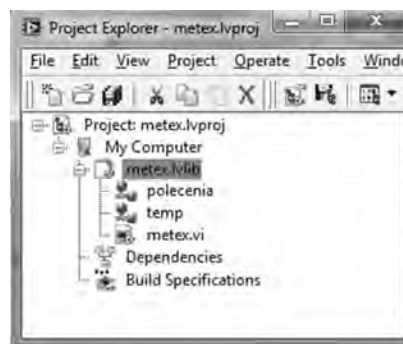 Project Explorer - metex.lvproj
File Edit View Project Operate Tools Windo
Project: metex.lvproj
My Computer
metex.lvlib
polecenia
temp
metex.vi
Dependencies
Build Specifications